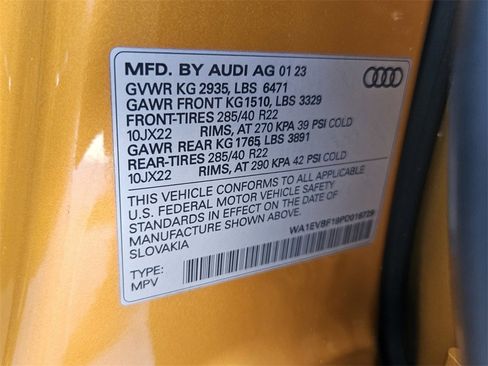 MFD. BY AUDI AG 01 23
GVWR KG 2935, LBS 6471
GAWR FRONT KG1510, LBS 3329
FRONT-TIRES 285/40 R22
10JX22 RIMS, AT 270 KPA 39 PSI COLD
GAWR REAR KG1765, LBS 3891
REAR-TIRES 285/40 R22
10JX22 RIMS, AT 290 KPA 42 PSI COLD
THIS VEHICLE CONFORMS TO ALL APPLICABLE
U.S. FEDERAL MOTOR VEHICLE SAFETY
STANDARDS IN EFFECT ON THE DATE OF
MANUFACTURE SHOWN ABOVE.
SLOVAKIA
WA1EVBF18PD016729
TYPE:
MPV